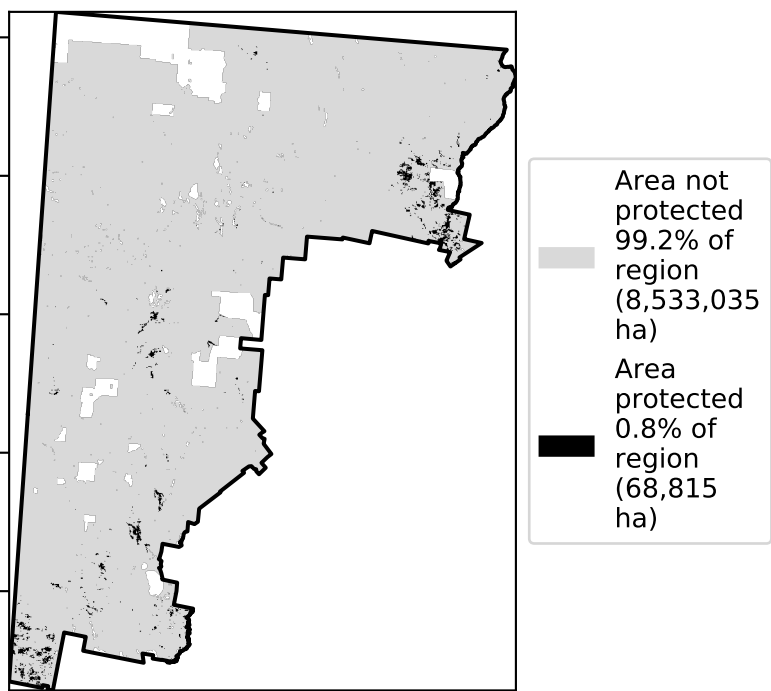 Area not
protected
99.2% of
region
(8,533,035
ha)
Area
protected
0.8% of
region
(68,815
ha)